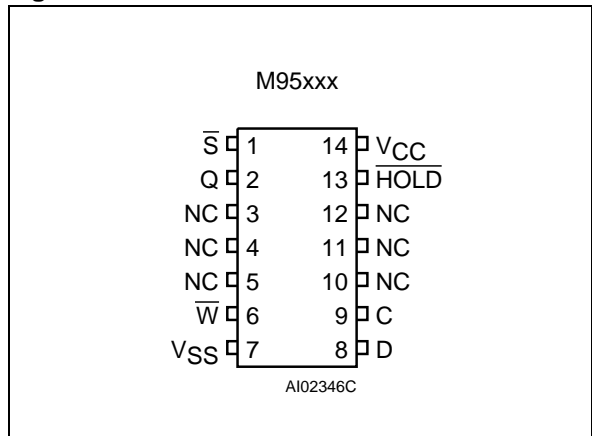 M95xxx
S̅ 1 14 VCC
Q 2 13 H̅O̅L̅D̅
NC 3 12 NC
NC 4 11 NC
NC 5 10 NC
W̅ 6 9 C
VSS 7 8 D
AI02346C